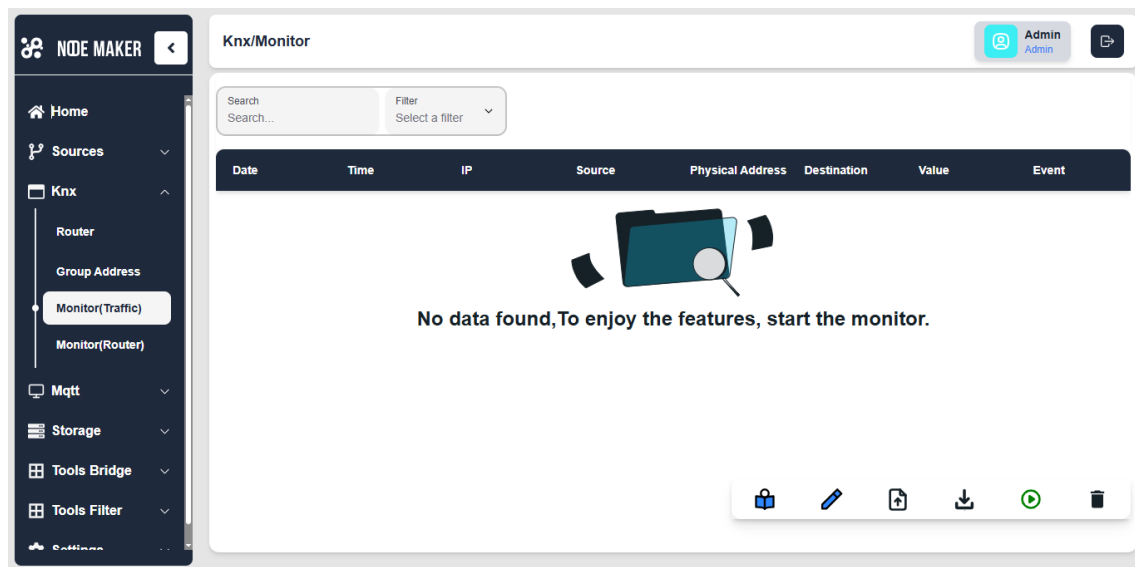 NODE MAKER
Home
Sources
Knx
Router
Group Address
Monitor(Traffic)
Monitor(Router)
Mqtt
Storage
Tools Bridge
Tools Filter
Settings
Knx/Monitor
Admin
Admin
Search
Search...
Filter
Select a filter
Date Time IP Source Physical Address Destination Value Event
No data found,To enjoy the features, start the monitor.